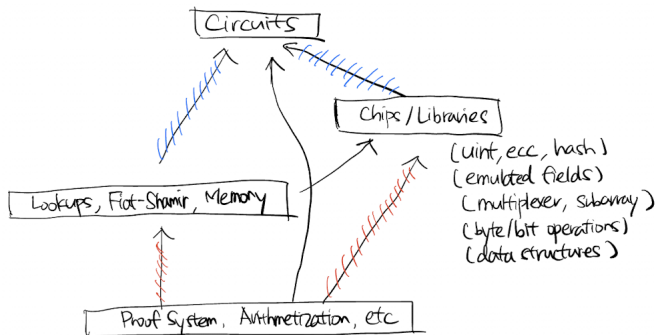 Circuits
Chips/Libraries
(uint, ecc, hash)
(emulated fields)
(multiplexer, subarray)
(byte/bit operations)
(data structures)
Lookups, Fiat-Shamir, Memory
Proof System, Arithmetization, etc